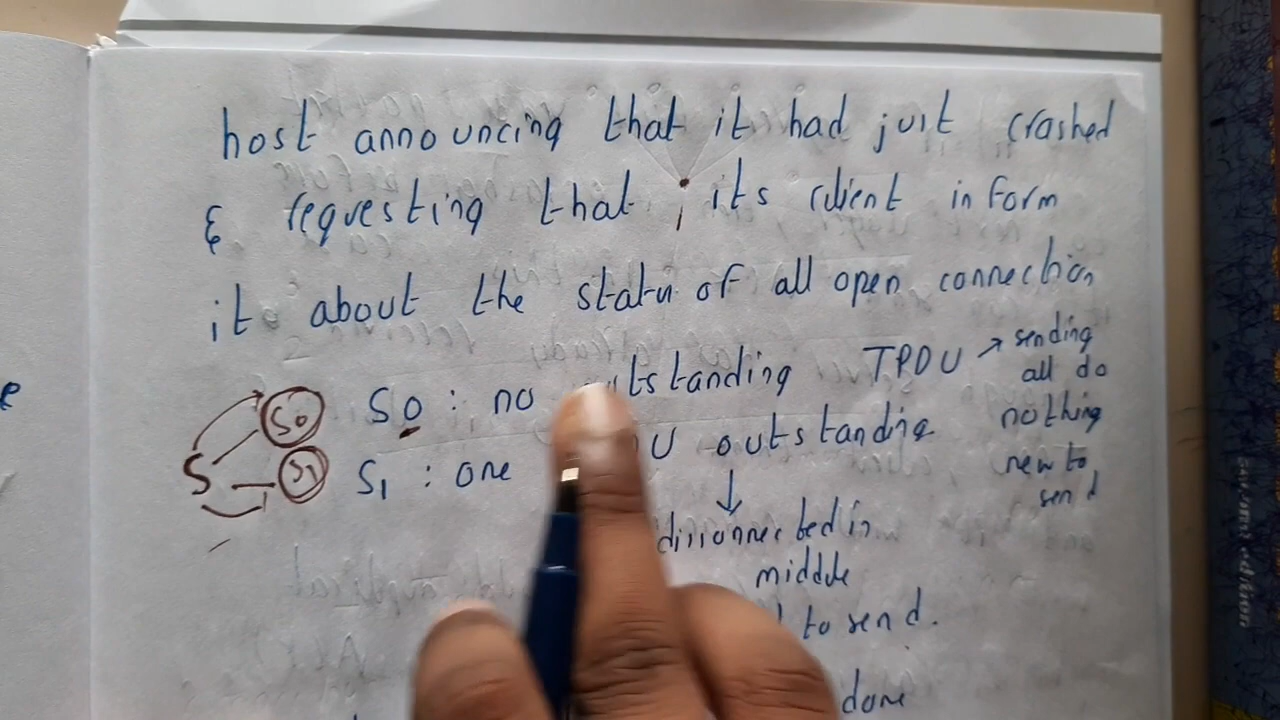 host announcing that it had just crashed
& requesting that its client inform
it about the status of all open connection
S0 : no outstanding TPDU → sending
all do
nothing
new to
send
S1 : one U outstanding
↓
disconnected in
middle
to send.
done
S
S0
S1